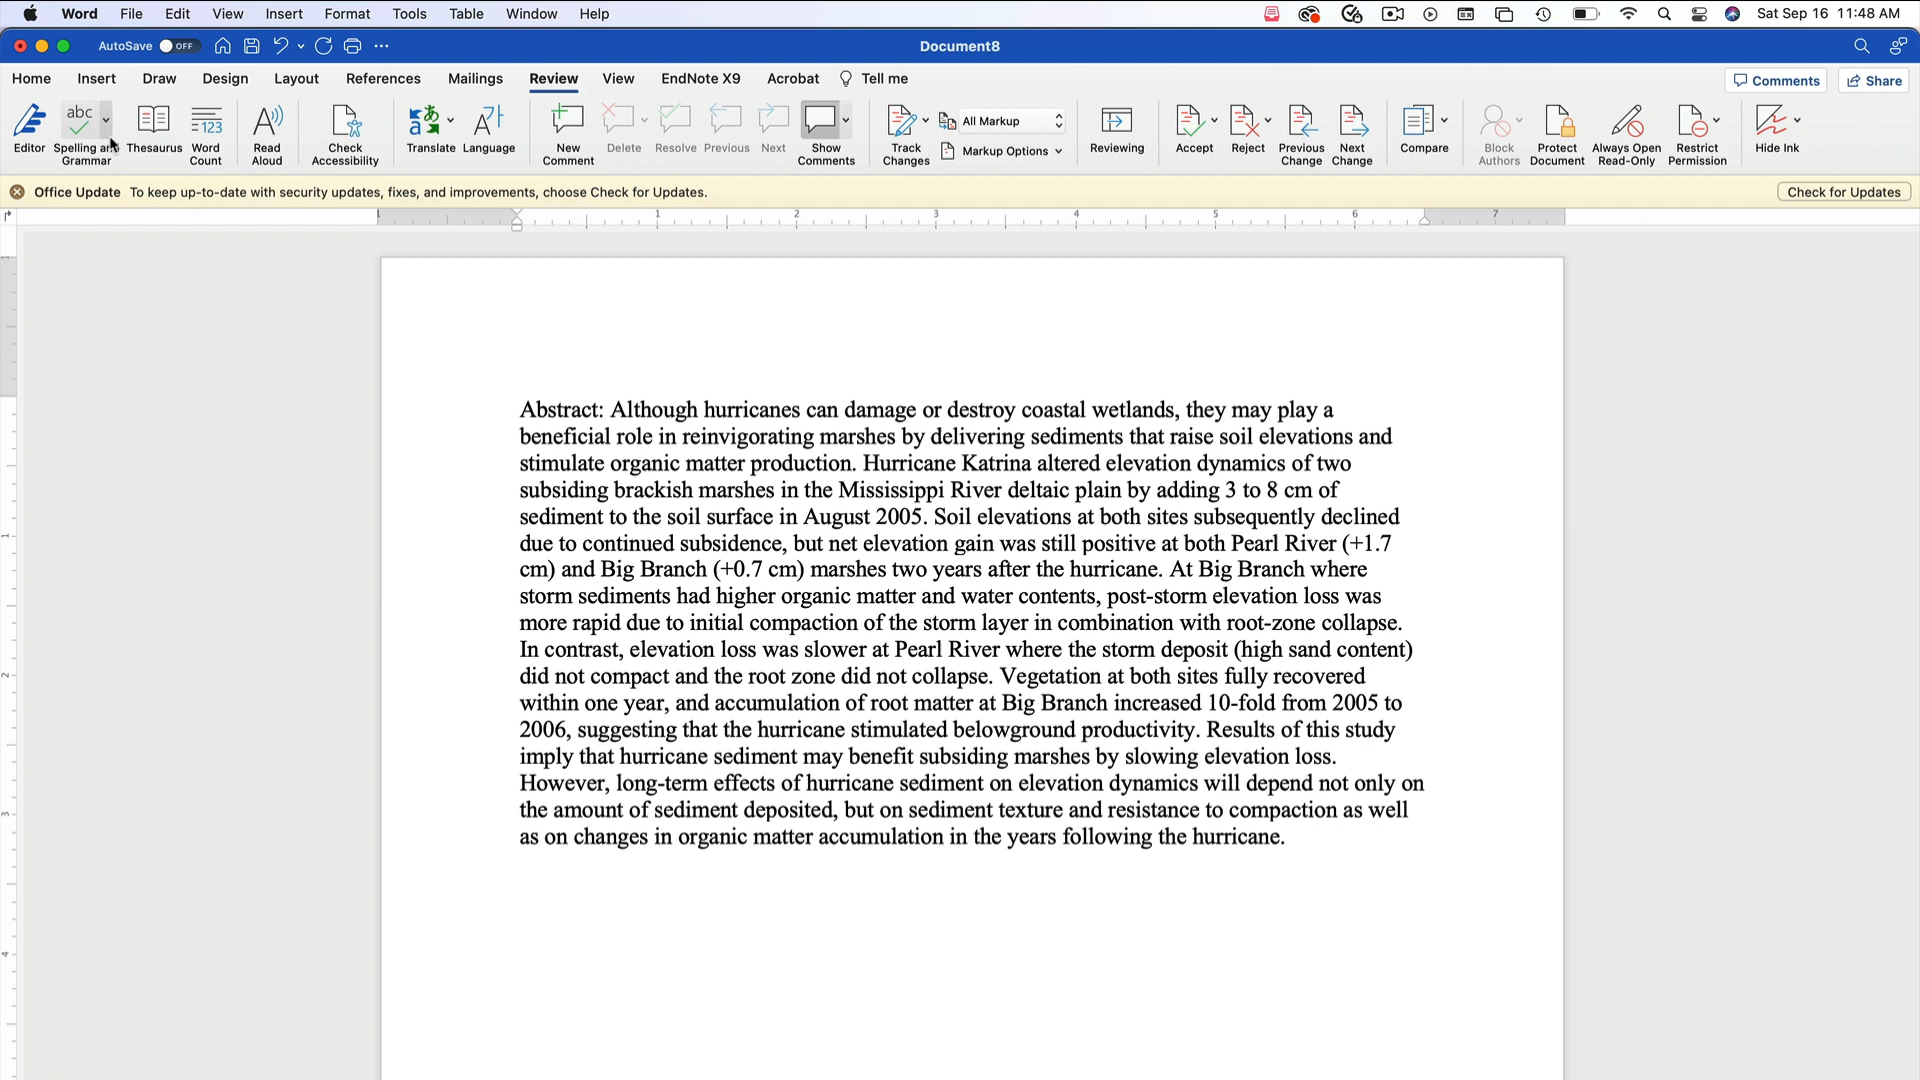 Word File Edit View Insert Format Tools Table Window Help Sat Sep 16 11:48 AM
AutoSave OFF Document8
Home Insert Draw Design Layout References Mailings Review View EndNote X9 Acrobat Tell me Comments Share
abc
Editor
Spelling and
Grammar
Thesaurus
123
Word
Count
A
Read
Aloud
Check
Accessibility
Translate
Language
New
Comment
Delete
Resolve
Previous
Next
Show
Comments
Track
Changes
All Markup
Markup Options
Reviewing
Accept
Reject
Previous
Change
Next
Change
Compare
Block
Authors
Protect
Document
Always Open
Read-Only
Restrict
Permission
Hide Ink
Office Update To keep up-to-date with security updates, fixes, and improvements, choose Check for Updates. Check for Updates
1 1 2 3 4 5 6 7
Abstract: Although hurricanes can damage or destroy coastal wetlands, they may play a
beneficial role in reinvigorating marshes by delivering sediments that raise soil elevations and
stimulate organic matter production. Hurricane Katrina altered elevation dynamics of two
subsiding brackish marshes in the Mississippi River deltaic plain by adding 3 to 8 cm of
sediment to the soil surface in August 2005. Soil elevations at both sites subsequently declined
due to continued subsidence, but net elevation gain was still positive at both Pearl River (+1.7
cm) and Big Branch (+0.7 cm) marshes two years after the hurricane. At Big Branch where
storm sediments had higher organic matter and water contents, post-storm elevation loss was
more rapid due to initial compaction of the storm layer in combination with root-zone collapse.
In contrast, elevation loss was slower at Pearl River where the storm deposit (high sand content)
did not compact and the root zone did not collapse. Vegetation at both sites fully recovered
within one year, and accumulation of root matter at Big Branch increased 10-fold from 2005 to
2006, suggesting that the hurricane stimulated belowground productivity. Results of this study
imply that hurricane sediment may benefit subsiding marshes by slowing elevation loss.
However, long-term effects of hurricane sediment on elevation dynamics will depend not only on
the amount of sediment deposited, but on sediment texture and resistance to compaction as well
as on changes in organic matter accumulation in the years following the hurricane.
1
2
3
4